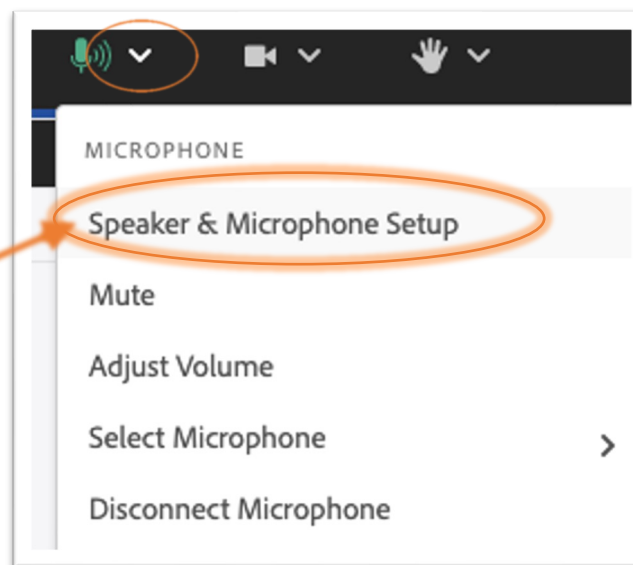 MICROPHONE
Speaker & Microphone Setup
Mute
Adjust Volume
Select Microphone
Disconnect Microphone